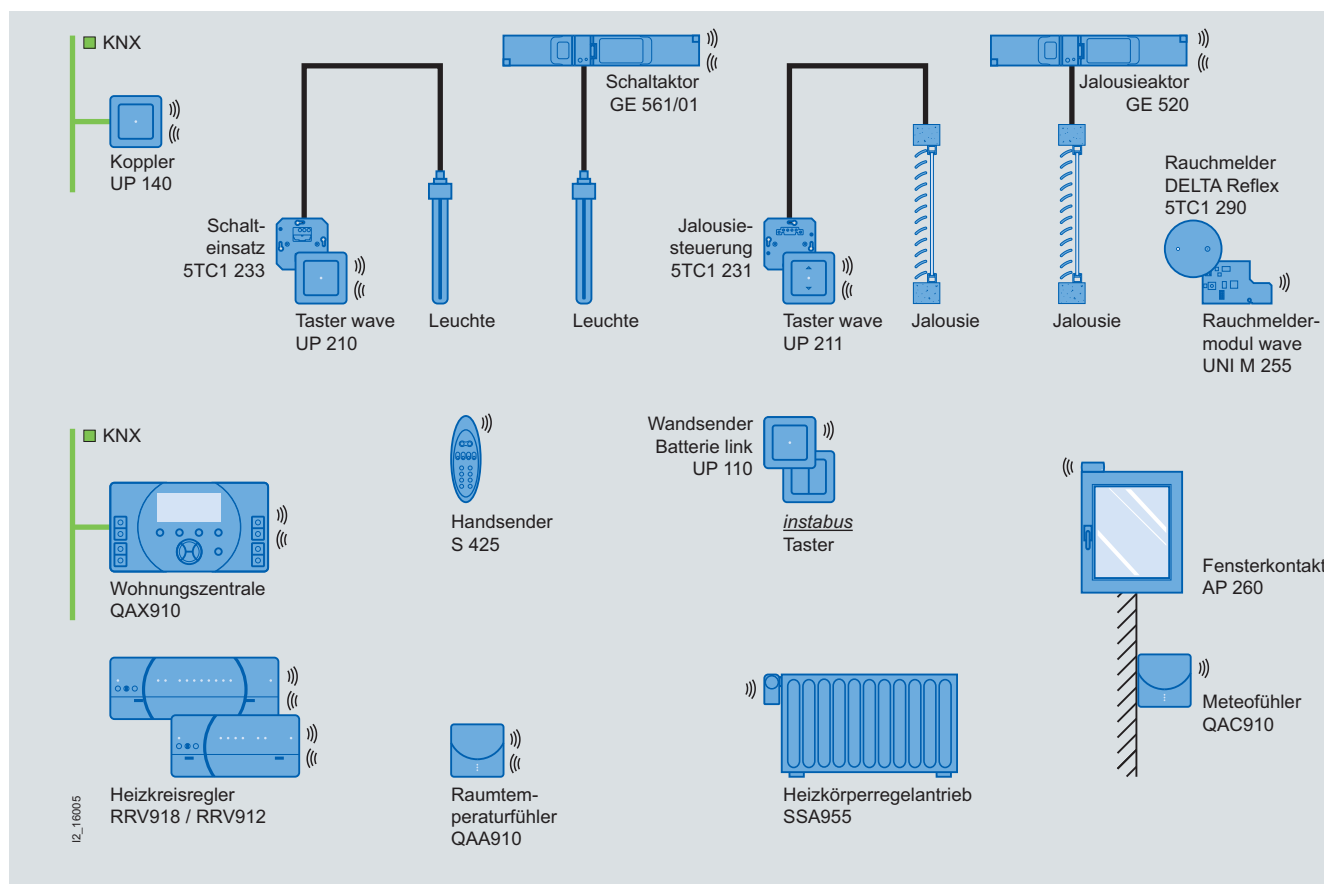 KNX
Koppler
UP 140
Schalt-
einsatz
5TC1 233
Taster wave
UP 210
Leuchte
Schaltaktor
GE 561/01
Leuchte
Jalousie-
steuerung
5TC1 231
Taster wave
UP 211
Jalousie
Jalousieaktor
GE 520
Jalousie
Rauchmelder
DELTA Reflex
5TC1 290
Rauchmelder-
modul wave
UNI M 255
KNX
Wohnungszentrale
QAX910
Handsender
S 425
Wandsender
Batterie link
UP 110
instabus
Taster
Fensterkontakt
AP 260
Meteofühler
QAC910
Heizkreisregler
RRV918 / RRV912
Raumtem-
peraturfühler
QAA910
Heizkörperregelantrieb
SSA955
I2_16005